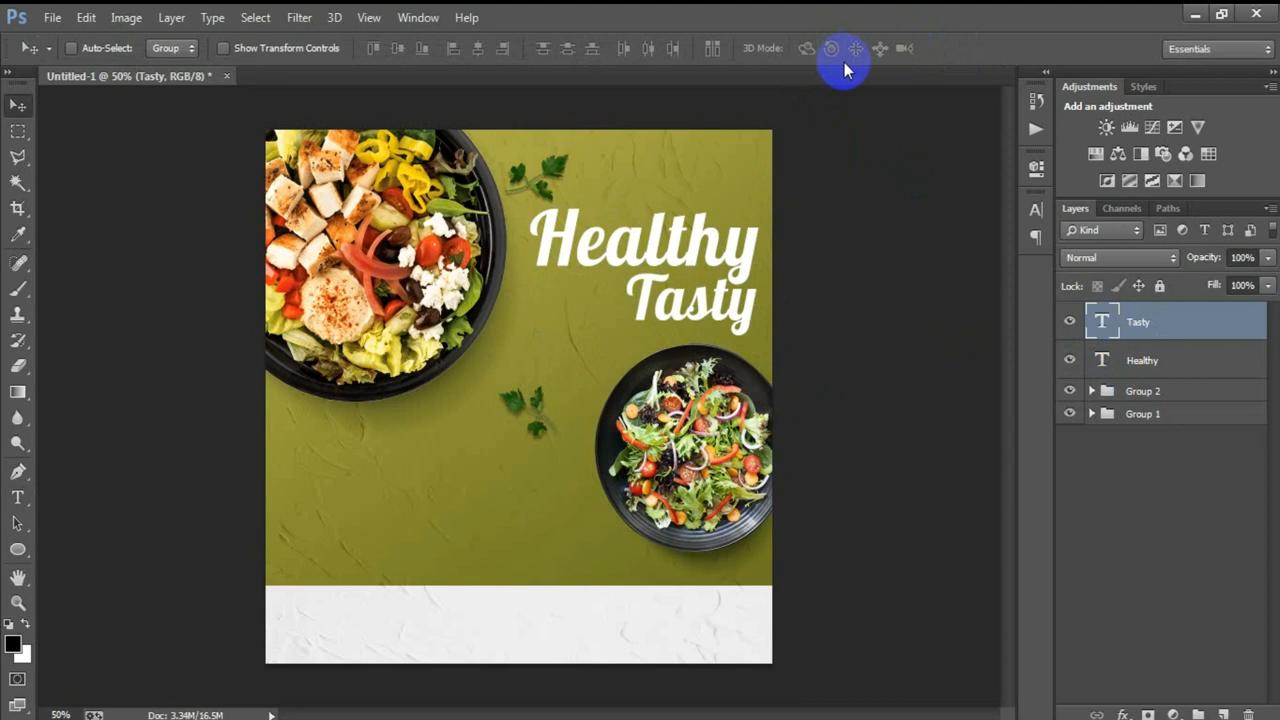 Ps File Edit Image Layer Type Select Filter 3D View Window Help
Auto-Select: Group Show Transform Controls 3D Mode: Essentials
Untitled-1 @ 50% (Tasty, RGB/8) * ×
Adjustments Styles
Add an adjustment
Layers Channels Paths
Kind
Normal Opacity: 100%
Lock: Fill: 100%
T Tasty
T Healthy
Group 2
Group 1
Healthy
Tasty
50% Doc: 3.34M/16.5M